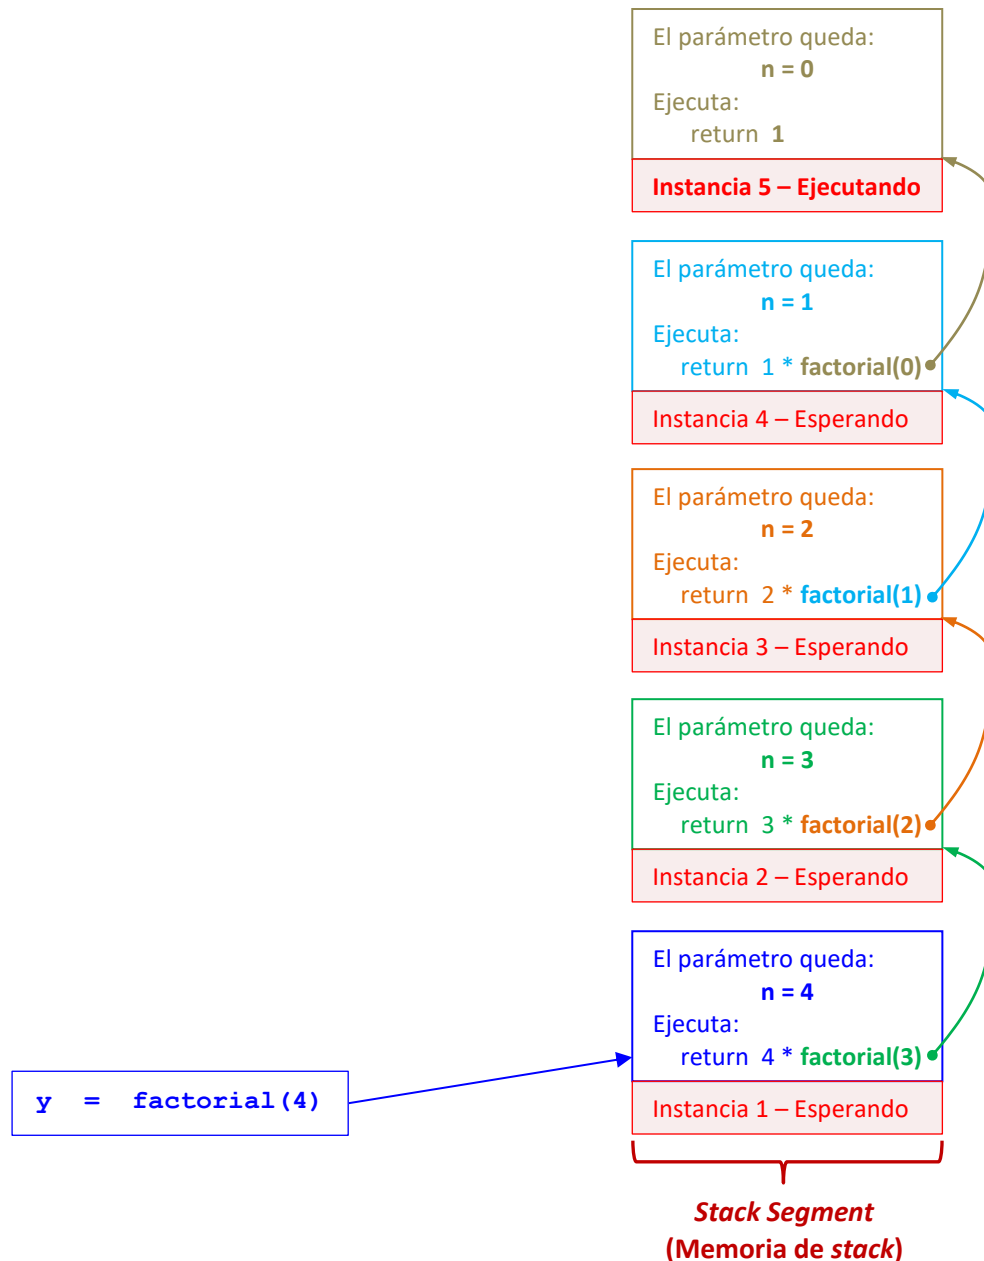 El parámetro queda:
n = 0
Ejecuta:
return 1
Instancia 5 – Ejecutando
El parámetro queda:
n = 1
Ejecuta:
return 1 * factorial(0)
Instancia 4 – Esperando
El parámetro queda:
n = 2
Ejecuta:
return 2 * factorial(1)
Instancia 3 – Esperando
El parámetro queda:
n = 3
Ejecuta:
return 3 * factorial(2)
Instancia 2 – Esperando
El parámetro queda:
n = 4
Ejecuta:
return 4 * factorial(3)
y = factorial(4)
Instancia 1 – Esperando
Stack Segment
(Memoria de stack)